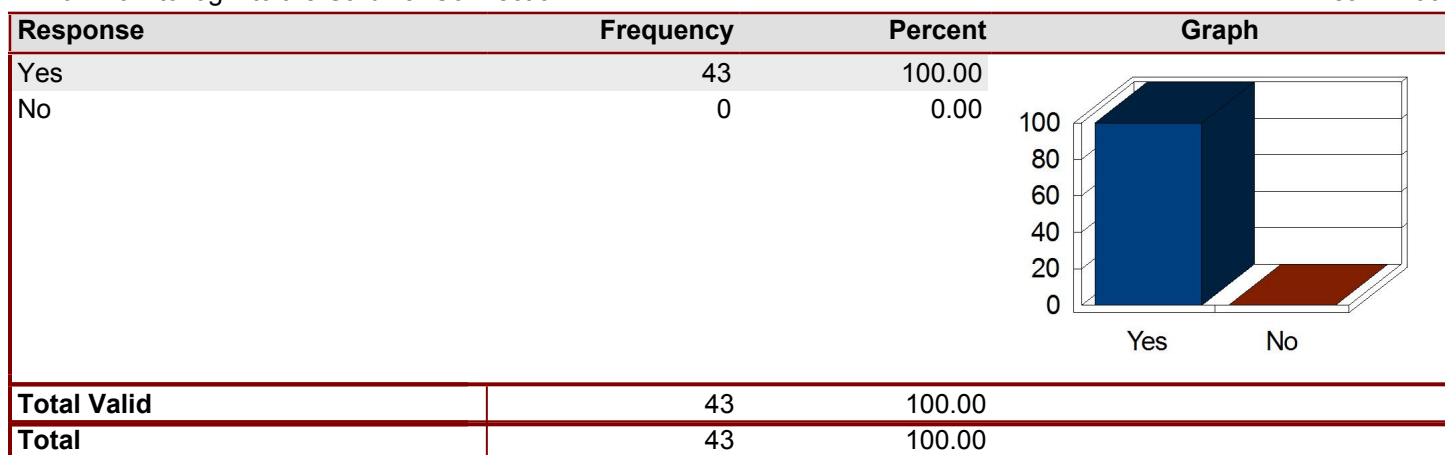 Response Frequency Percent Graph
Yes 43 100.00
No 0 0.00
100
80
60
40
20
0
Yes No
Total Valid 43 100.00
Total 43 100.00